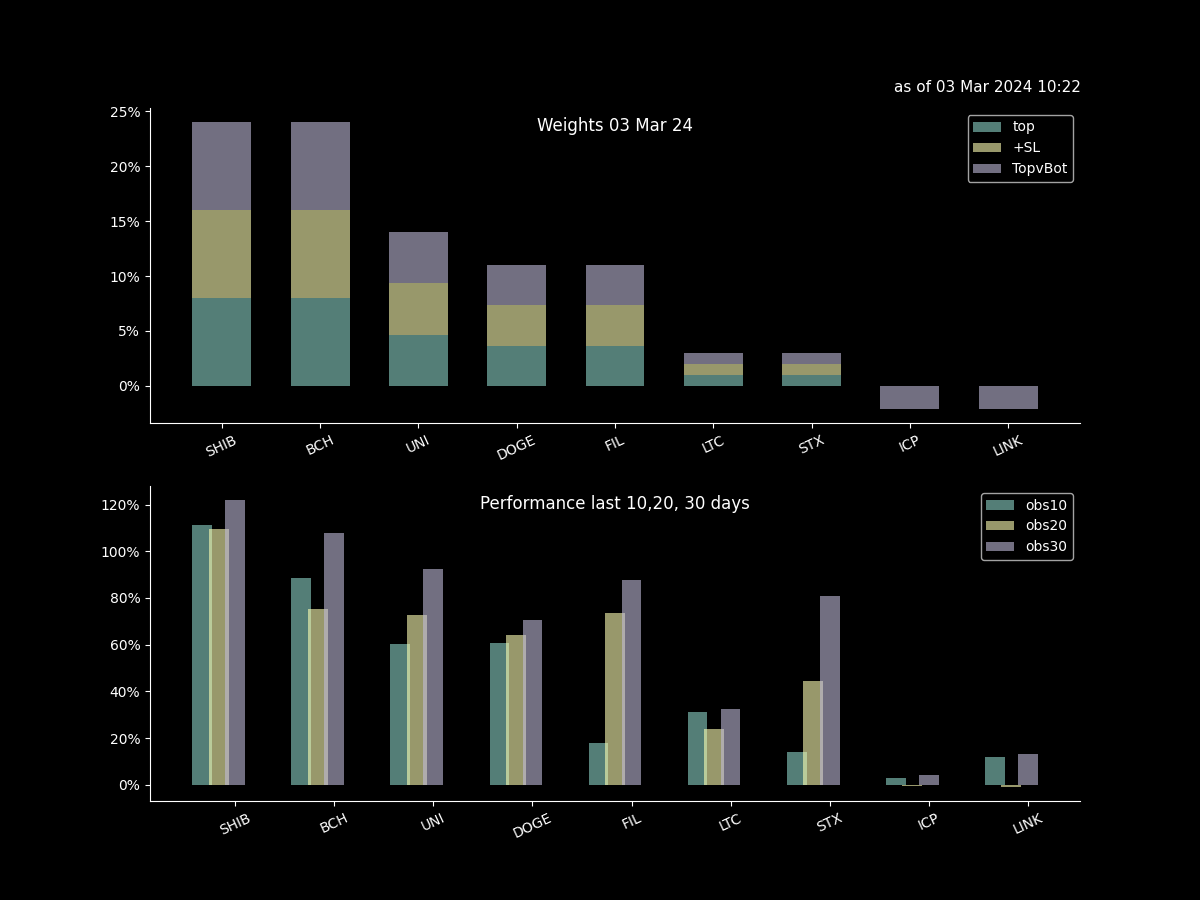 as of 03 Mar 2024 10:22
Weights 03 Mar 24
top
+SL
TopvBot
25%
20%
15%
10%
5%
0%
SHIB BCH UNI DOGE FIL LTC STX ICP LINK
Performance last 10,20, 30 days
obs10
obs20
obs30
120%
100%
80%
60%
40%
20%
0%
SHIB BCH UNI DOGE FIL LTC STX ICP LINK